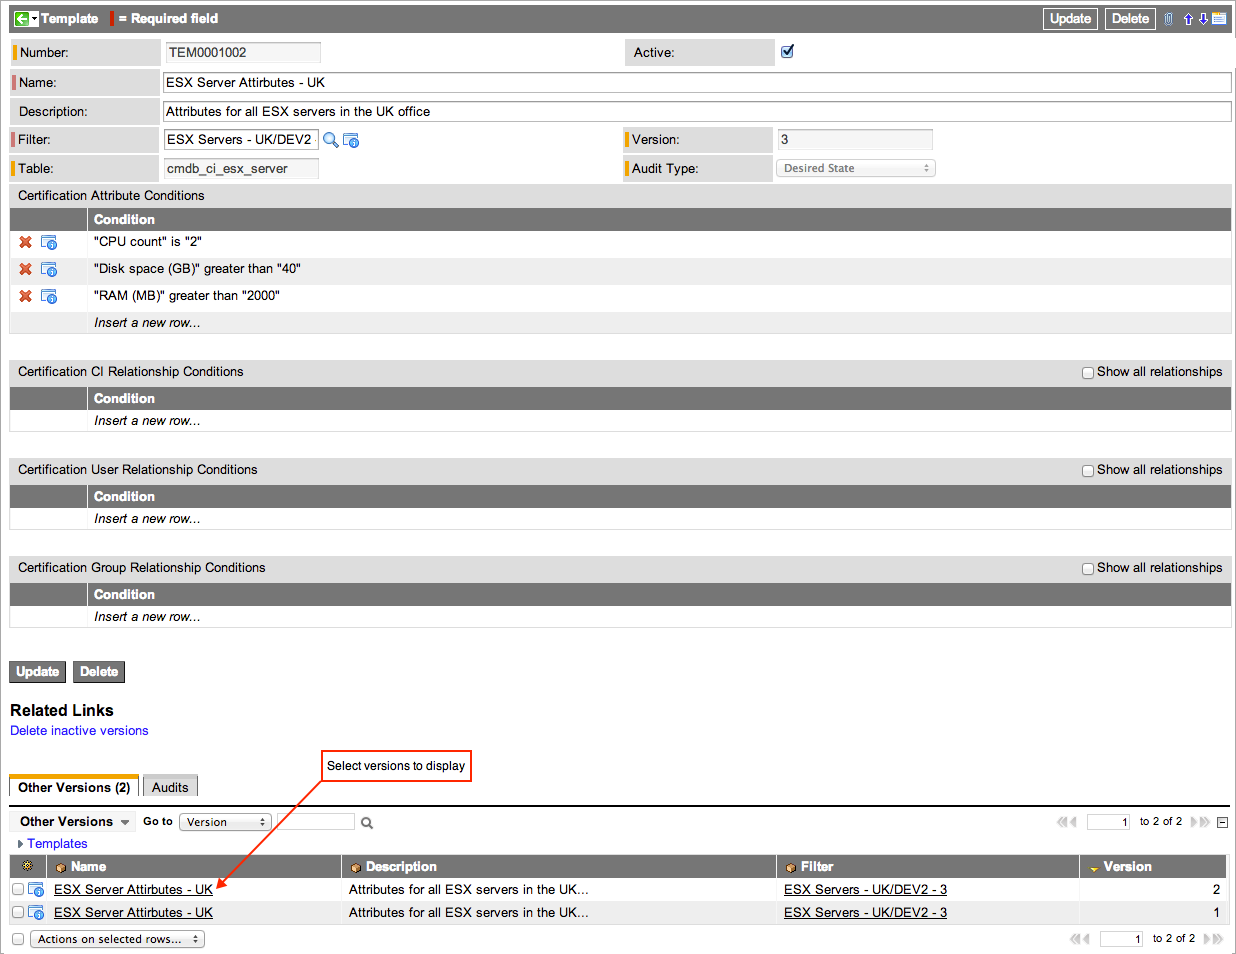 Template = Required field Update Delete
Number: TEM0001002 Active:
Name: ESX Server Attirbutes - UK
Description: Attributes for all ESX servers in the UK office
Filter: ESX Servers - UK/DEV2 Version: 3
Table: cmdb_ci_esx_server Audit Type: Desired State
Certification Attribute Conditions
Condition
"CPU count" is "2"
"Disk space (GB)" greater than "40"
"RAM (MB)" greater than "2000"
Insert a new row...
Certification CI Relationship Conditions Show all relationships
Condition
Insert a new row...
Certification User Relationship Conditions Show all relationships
Condition
Insert a new row...
Certification Group Relationship Conditions Show all relationships
Condition
Insert a new row...
Update Delete
Related Links
Delete inactive versions
Select versions to display
Other Versions (2) Audits
Other Versions Go to Version 1 to 2 of 2
Templates
Name Description Filter Version
ESX Server Attirbutes - UK Attributes for all ESX servers in the UK... ESX Servers - UK/DEV2 - 3 2
ESX Server Attirbutes - UK Attributes for all ESX servers in the UK... ESX Servers - UK/DEV2 - 3 1
Actions on selected rows... 1 to 2 of 2